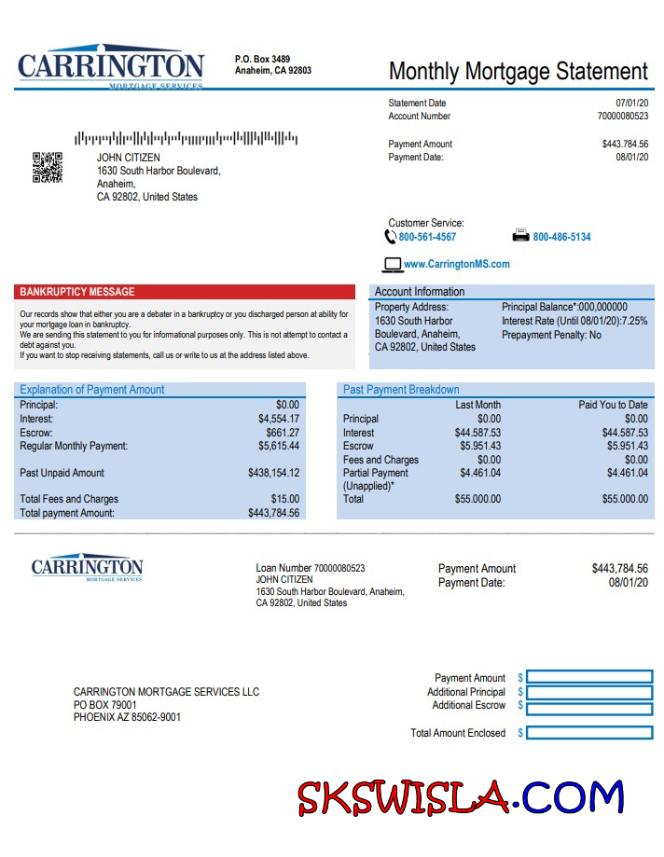 CARRINGTON
MORTGAGE SERVICES
P.O. Box 3489
Anaheim, CA 92803
Monthly Mortgage Statement
Statement Date 07/01/20
Account Number 70000080523
Payment Amount $443.784.56
Payment Date: 08/01/20
JOHN CITIZEN
1630 South Harbor Boulevard,
Anaheim,
CA 92802, United States
Customer Service:
800-561-4567 800-486-5134
www.CarringtonMS.com
BANKRUPTICY MESSAGE
Our records show that either you are a debater in a bankruptcy or you discharged person at ability for
your mortgage loan in bankruptcy.
We are sending this statement to you for informational purposes only. This is not attempt to contact a
debt against you.
If you want to stop receiving statements, call us or write to us at the address listed above.
Account Information
Property Address:
1630 South Harbor
Boulevard, Anaheim,
CA 92802, United States
Principal Balance*:000,000000
Interest Rate (Until 08/01/20):7.25%
Prepayment Penalty: No
Explanation of Payment Amount
Principal: $0.00
Interest: $4,554.17
Escrow: $661.27
Regular Monthly Payment: $5,615.44
Past Unpaid Amount $438,154.12
Total Fees and Charges $15.00
Total payment Amount: $443,784.56
Past Payment Breakdown
Last Month Paid You to Date
Principal $0.00 $0.00
Interest $44.587.53 $44.587.53
Escrow $5.951.43 $5.951.43
Fees and Charges $0.00 $0.00
Partial Payment $4.461.04 $4.461.04
(Unapplied)*
Total $55.000.00 $55.000.00
CARRINGTON
MORTGAGE SERVICES
Loan Number 70000080523
JOHN CITIZEN
1630 South Harbor Boulevard, Anaheim,
CA 92802, United States
Payment Amount $443,784.56
Payment Date: 08/01/20
CARRINGTON MORTGAGE SERVICES LLC
PO BOX 79001
PHOENIX AZ 85062-9001
Payment Amount $
Additional Principal $
Additional Escrow $
Total Amount Enclosed $
SKSWISLA.COM